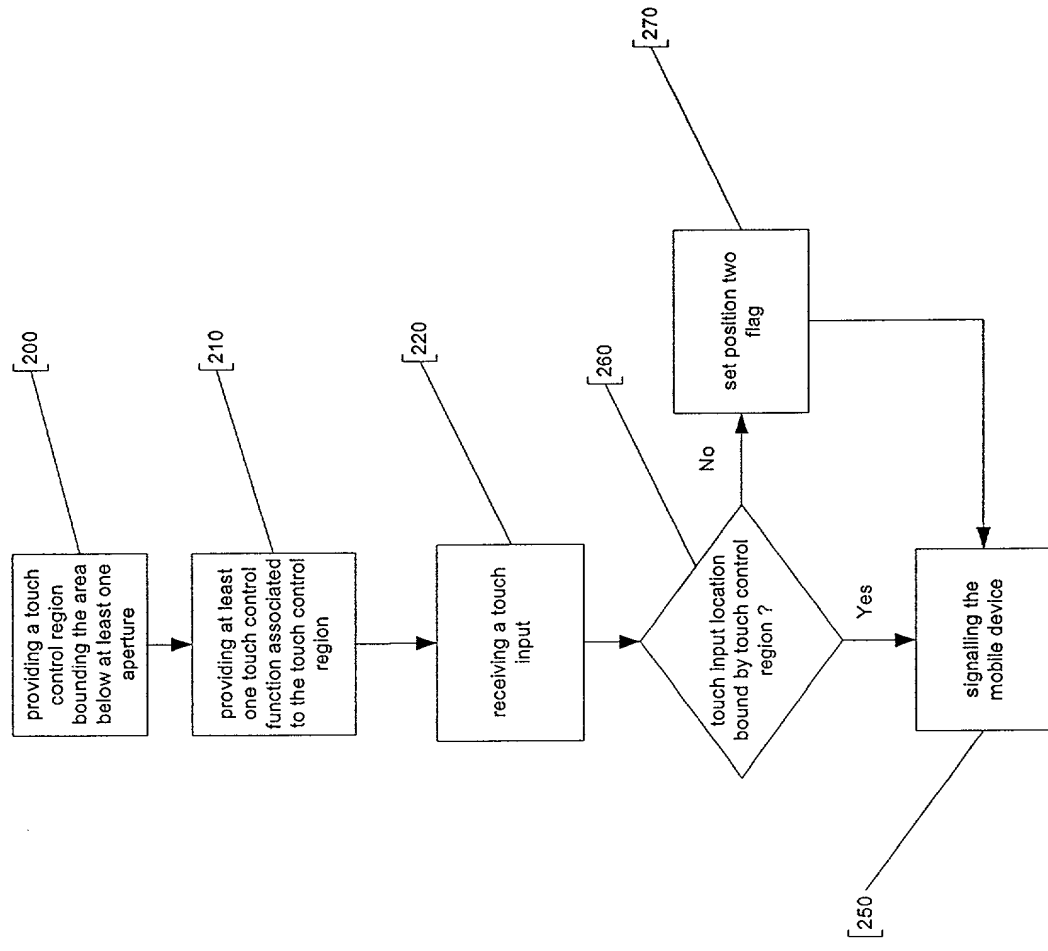 [200
providing a touch
control region
bounding the area
below at least one
aperture
[210
providing at least
one touch control
function associated
to the touch control
region
[220
receiving a touch
input
[260
touch input location
bound by touch control
region ?
No
[270
set position two
flag
Yes
signalling the
mobile device
[250